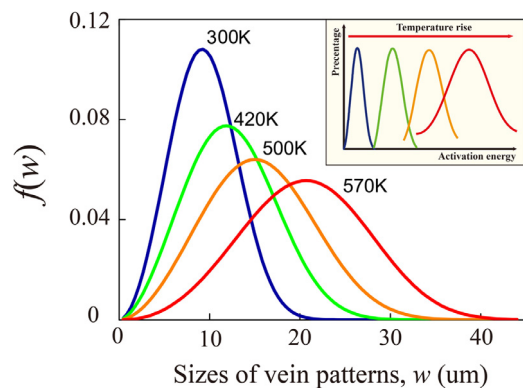 0.12
0.08
0.04
0
f(w)
300K
420K
500K
570K
Temperature rise
Precentage
Activation energy
0
10
20
30
40
Sizes of vein patterns, w (um)